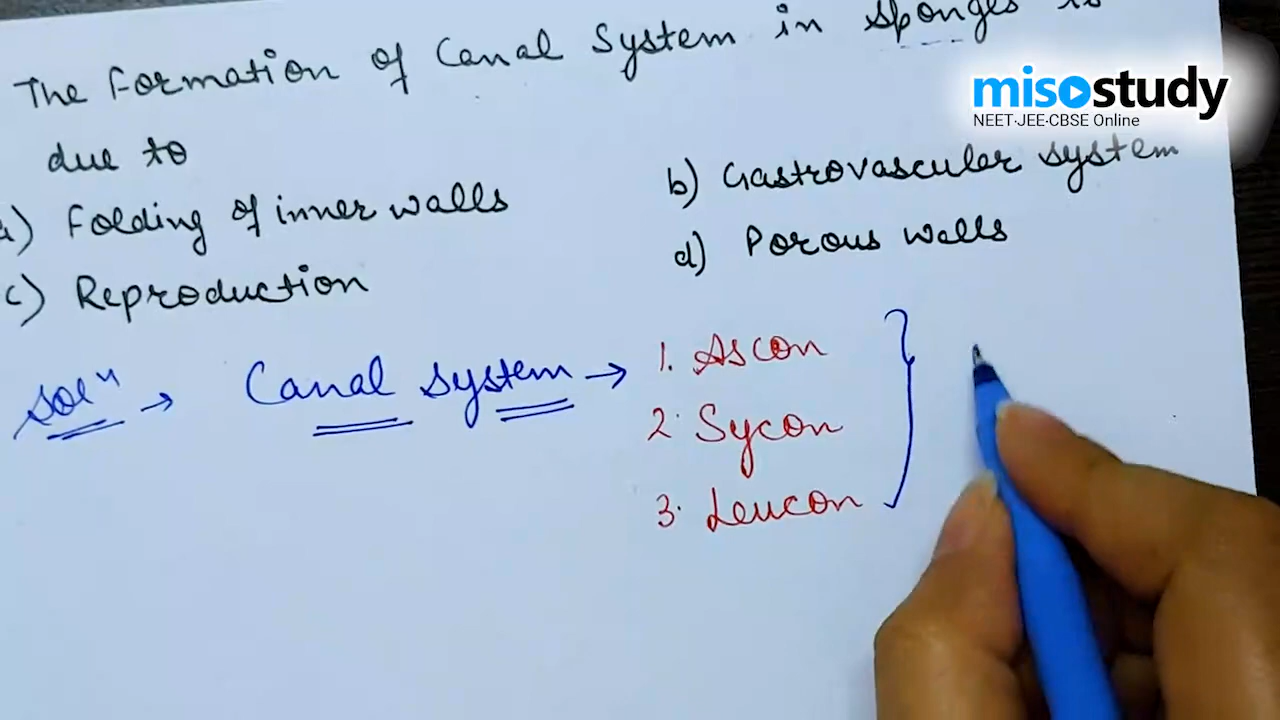 The Formation of Canal System in Sponges is
misostudy
NEET·JEE·CBSE Online
due to
a) Folding of inner walls
b) Gastrovascular system
c) Reproduction
d) Porous walls
Solⁿ → Canal system → 1. Ascon
2. Sycon
3. Leucon